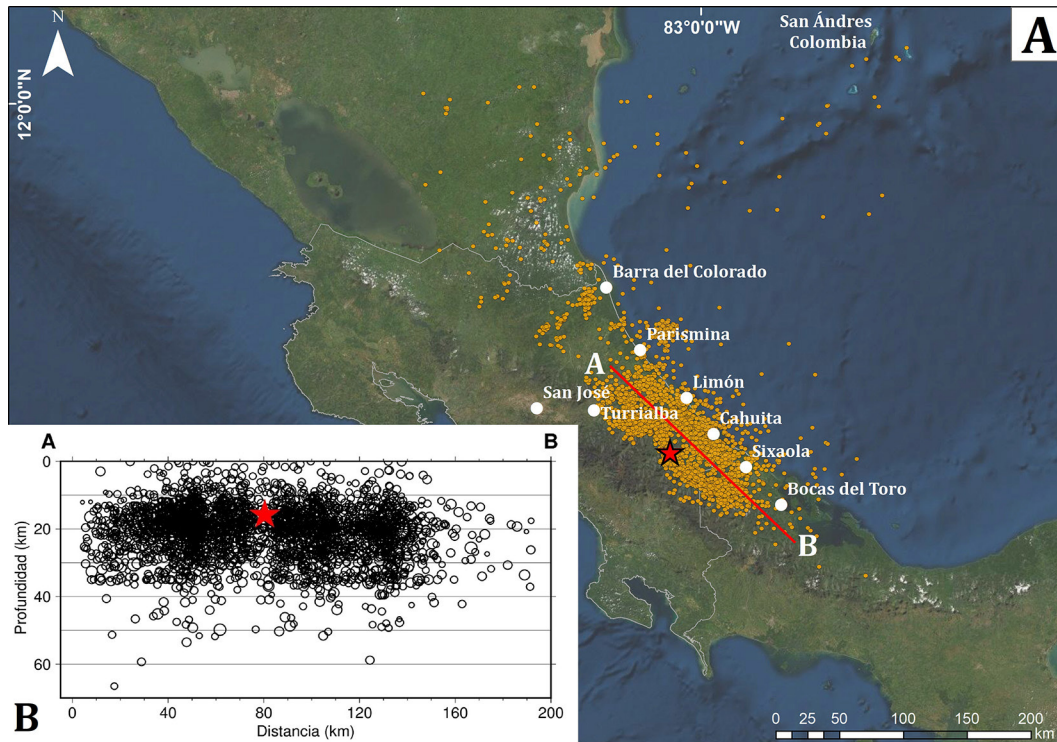 N
83°0'0"W
San Ándres
Colombia
A
12°0'0"N
Barra del Colorado
Parismina
A
Limón
San José
Turrialba
Cahuita
Sixaola
Bocas del Toro
B
A
B
0
20
40
60
Profundidad (km)
0
40
80
120
160
200
Distancia (km)
B
0 25 50 100 150 200
km